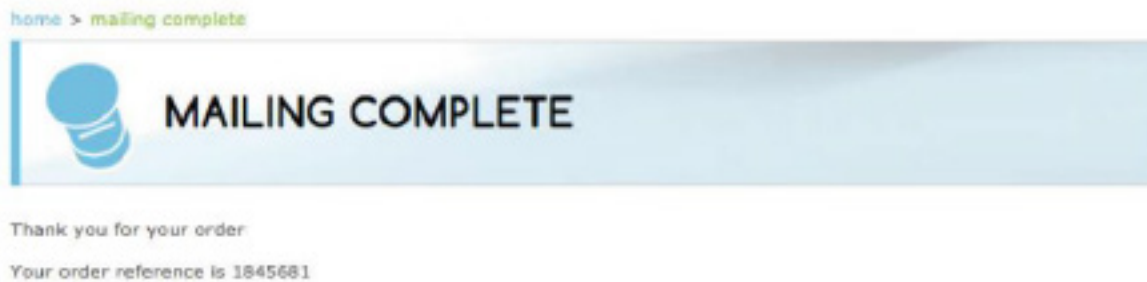 home > mailing complete
MAILING COMPLETE
Thank you for your order
Your order reference is 1845681